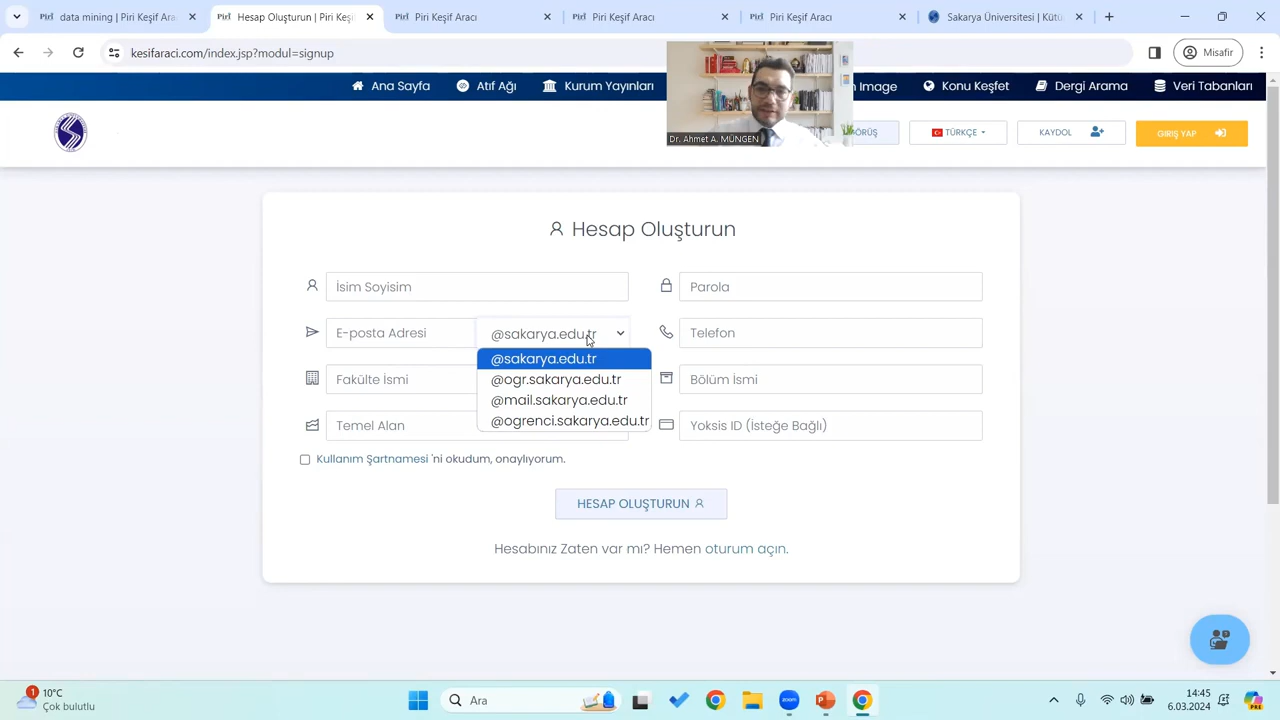 data mining | Piri Keşif Aracı
Hesap Oluşturun | Piri Keşif A
Piri Keşif Aracı
Piri Keşif Aracı
Piri Keşif Aracı
Sakarya Üniversitesi | Kütü
kesifaraci.com/index.jsp?modul=signup
Misafir
Ana Sayfa
Atıf Ağı
Kurum Yayınları
Image
Konu Keşfet
Dergi Arama
Veri Tabanları
Dr. Ahmet A. MÜNGEN
TÜRKÇE
KAYDOL
GİRİŞ YAP
Hesap Oluşturun
İsim Soyisim
Parola
E-posta Adresi
@sakarya.edu.tr
Telefon
@sakarya.edu.tr
@ogr.sakarya.edu.tr
@mail.sakarya.edu.tr
@ogrenci.sakarya.edu.tr
Fakülte İsmi
Bölüm İsmi
Temel Alan
Yoksis ID (İsteğe Bağlı)
Kullanım Şartnamesi 'ni okudum, onaylıyorum.
HESAP OLUŞTURUN
Hesabınız Zaten var mı? Hemen oturum açın.
1
10°C
Çok bulutlu
Ara
zoom
14:45
6.03.2024
PRE